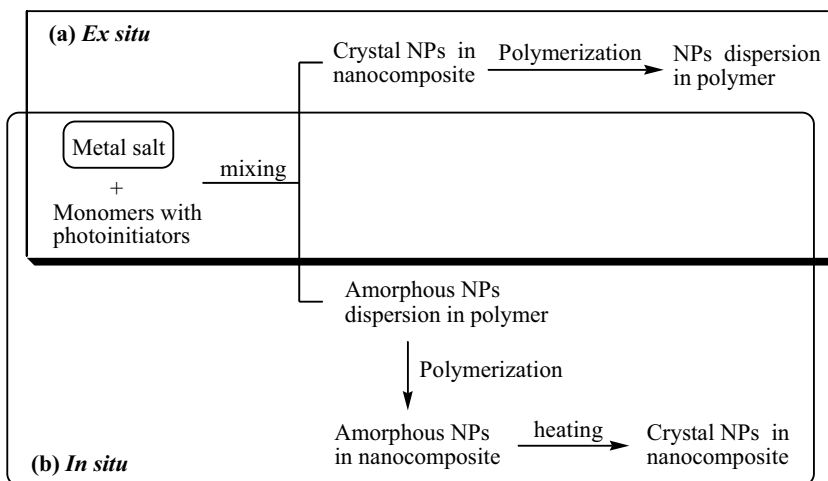 (a) Ex situ
Crystal NPs in
nanocomposite
Polymerization
NPs dispersion
in polymer
Metal salt
+
Monomers with
photoinitiators
mixing
Amorphous NPs
dispersion in polymer
Polymerization
Amorphous NPs
in nanocomposite
heating
Crystal NPs in
nanocomposite
(b) In situ